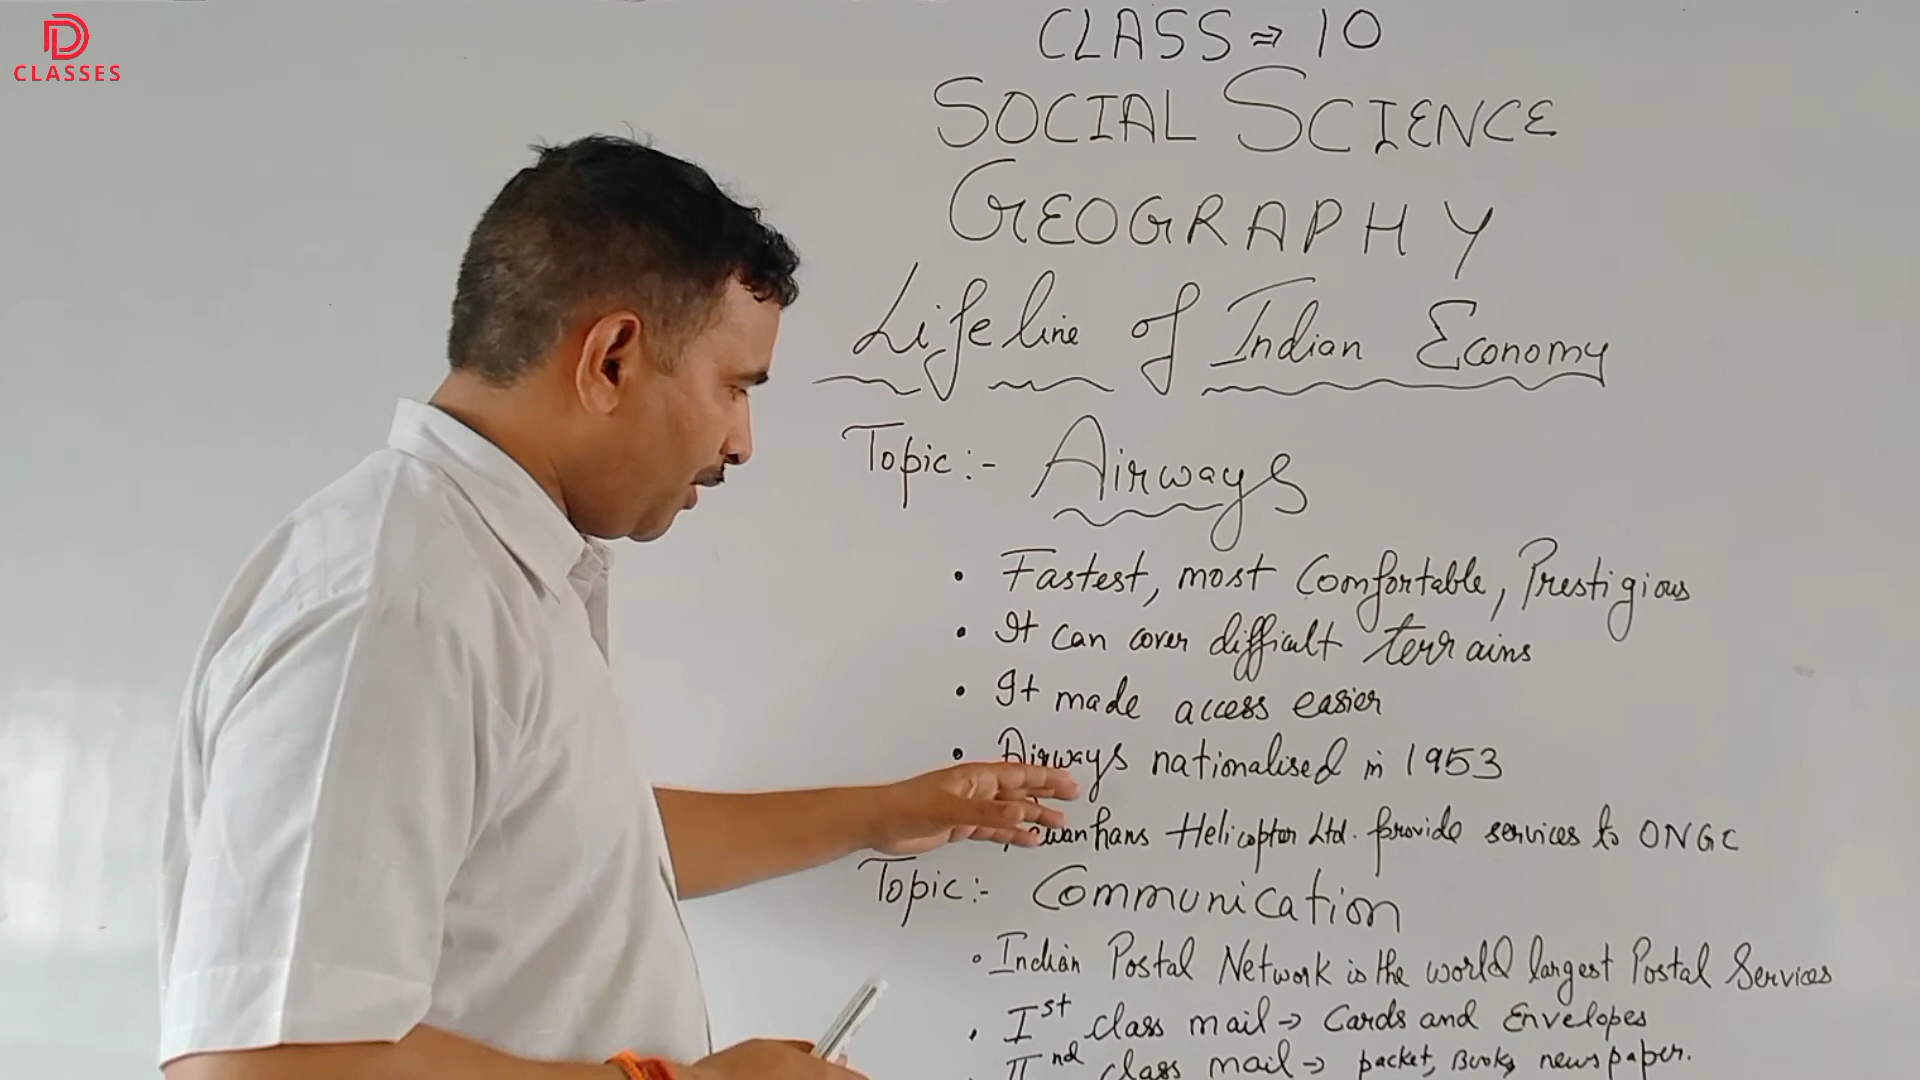 D
CLASSES
CLASS ⇒ 10
SOCIAL SCIENCE
GEOGRAPHY
Lifeline of Indian Economy
Topic:- Airways
• Fastest, most Comfortable, Prestigious
• It can cover difficult terrains
• It made access easier
• Airways nationalised in 1953
Helicopter Ltd. provide services to ONGC
Topic:- Communication
• Indian Postal Network is the world largest Postal Services
• Ist class mail → Cards and Envelopes
• IInd class mail → packet, Books, newspaper.